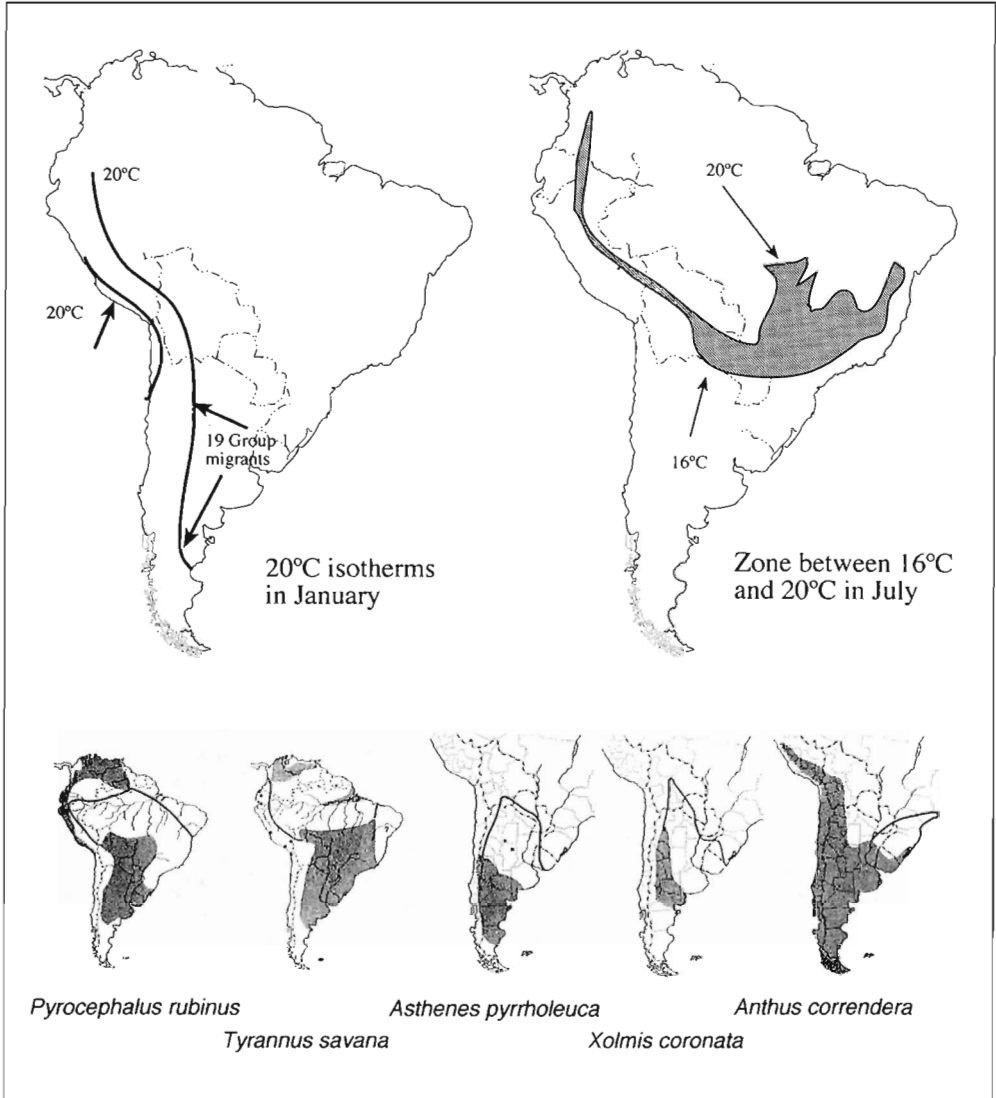 20°C
20°C
19 Group 1
migrants
20°C isotherms
in January
20°C
16°C
Zone between 16°C
and 20°C in July
Pyrocephalus rubinus
Tyrannus savana
Asthenes pyrrholeuca
Xolmis coronata
Anthus correndera